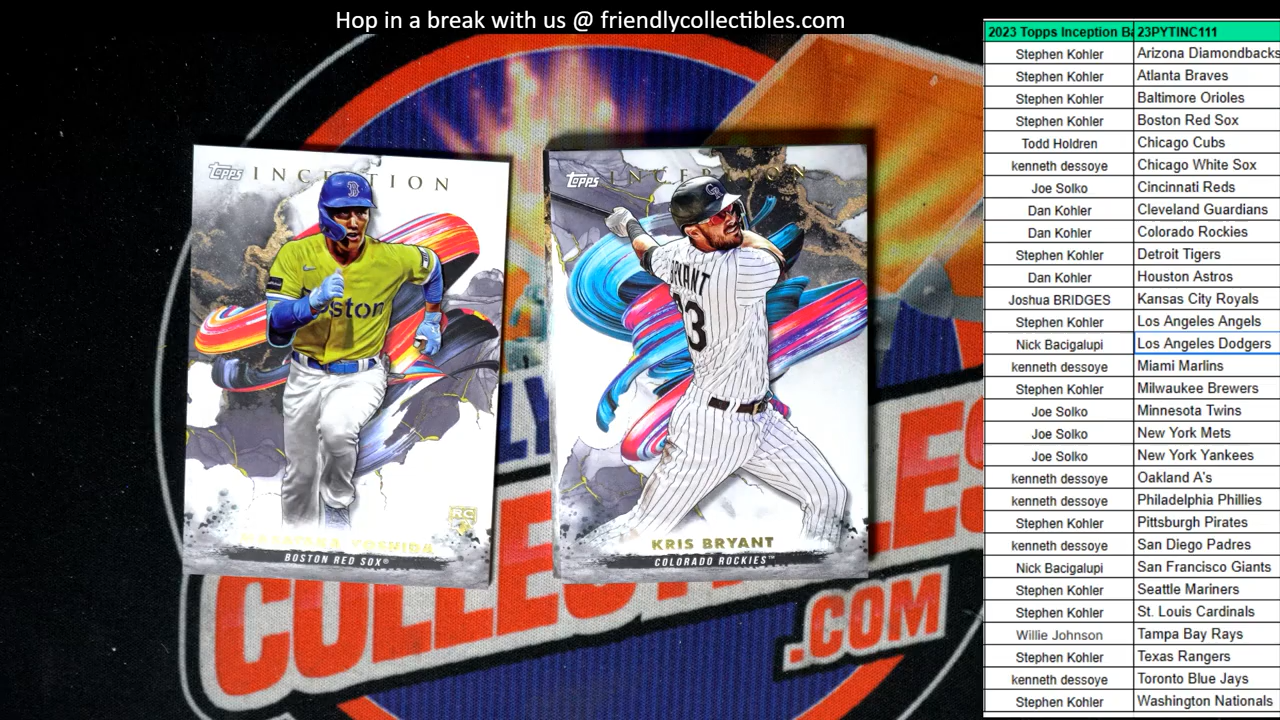 Hop in a break with us @ friendlycollectibles.com
2023 Topps Inception Ba 23PYTINC111
Stephen Kohler Arizona Diamondbacks
Stephen Kohler Atlanta Braves
Stephen Kohler Baltimore Orioles
Stephen Kohler Boston Red Sox
Todd Holdren Chicago Cubs
kenneth dessoye Chicago White Sox
Joe Solko Cincinnati Reds
Dan Kohler Cleveland Guardians
Dan Kohler Colorado Rockies
Stephen Kohler Detroit Tigers
Dan Kohler Houston Astros
Joshua BRIDGES Kansas City Royals
Stephen Kohler Los Angeles Angels
Nick Bacigalupi Los Angeles Dodgers
kenneth dessoye Miami Marlins
Stephen Kohler Milwaukee Brewers
Joe Solko Minnesota Twins
Joe Solko New York Mets
Joe Solko New York Yankees
kenneth dessoye Oakland A's
kenneth dessoye Philadelphia Phillies
Stephen Kohler Pittsburgh Pirates
kenneth dessoye San Diego Padres
Nick Bacigalupi San Francisco Giants
Stephen Kohler Seattle Mariners
Stephen Kohler St. Louis Cardinals
Willie Johnson Tampa Bay Rays
Stephen Kohler Texas Rangers
kenneth dessoye Toronto Blue Jays
Stephen Kohler Washington Nationals
Topps INCEPTION
B
Boston
RC
MASATAKA YOSHIDA
BOSTON RED SOX®
Topps INCEPTION
CR
BRYANT
23
KRIS BRYANT
COLORADO ROCKIES™
.COM